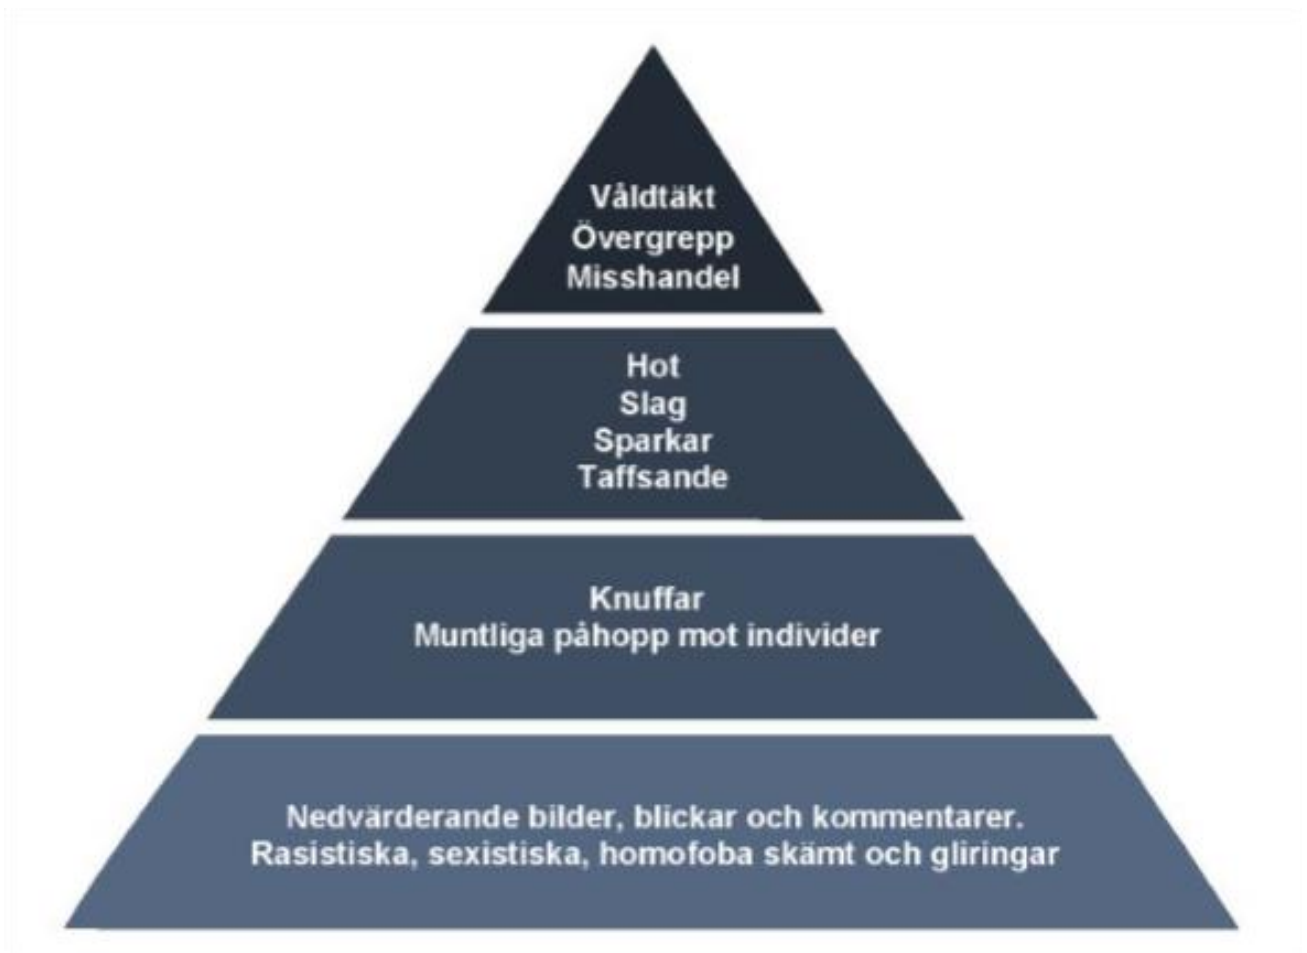 Våldtäkt
Övergrepp
Misshandel
Hot
Slag
Sparkar
Taffsande
Knuffar
Muntliga påhopp mot individer
Nedvärderande bilder, blickar och kommentarer.
Rasistiska, sexistiska, homofoba skämt och gliringar